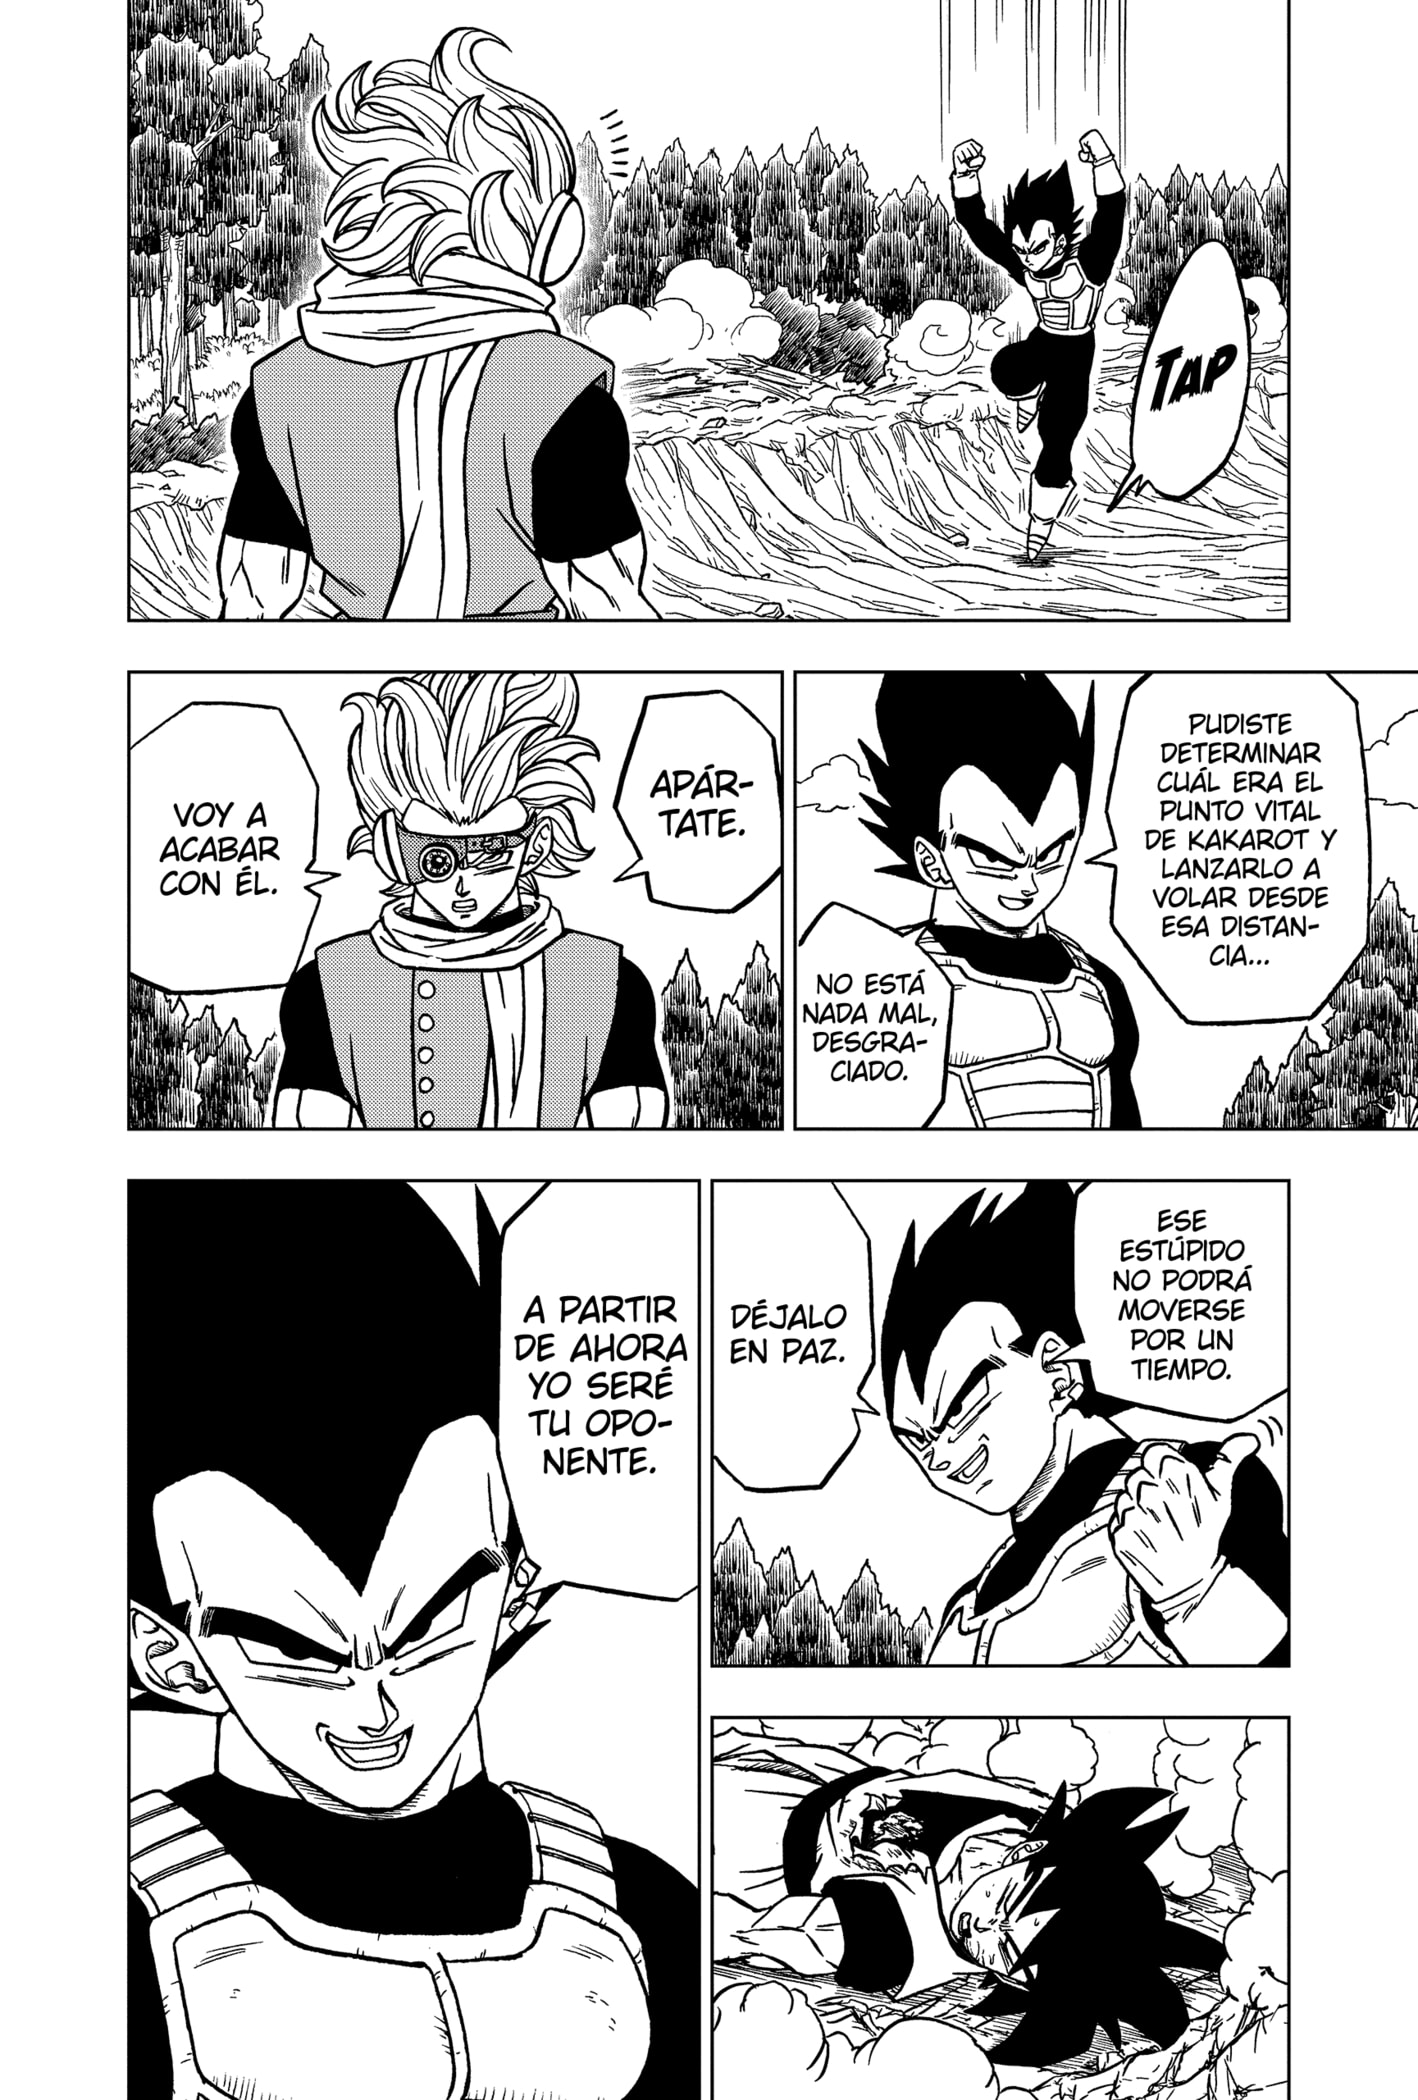 TAP
PUDISTE
DETERMINAR
CUÁL ERA EL
PUNTO VITAL
DE KAKAROT Y
LANZARLO A
VOLAR DESDE
ESA DISTAN-
CIA...
NO ESTÁ
NADA MAL,
DESGRA-
CIADO.
APÁR-
TATE.
VOY A
ACABAR
CON ÉL.
ESE
ESTÚPIDO
NO PODRÁ
MOVERSE
POR UN
TIEMPO.
DÉJALO
EN PAZ.
A PARTIR
DE AHORA
YO SERÉ
TU OPO-
NENTE.